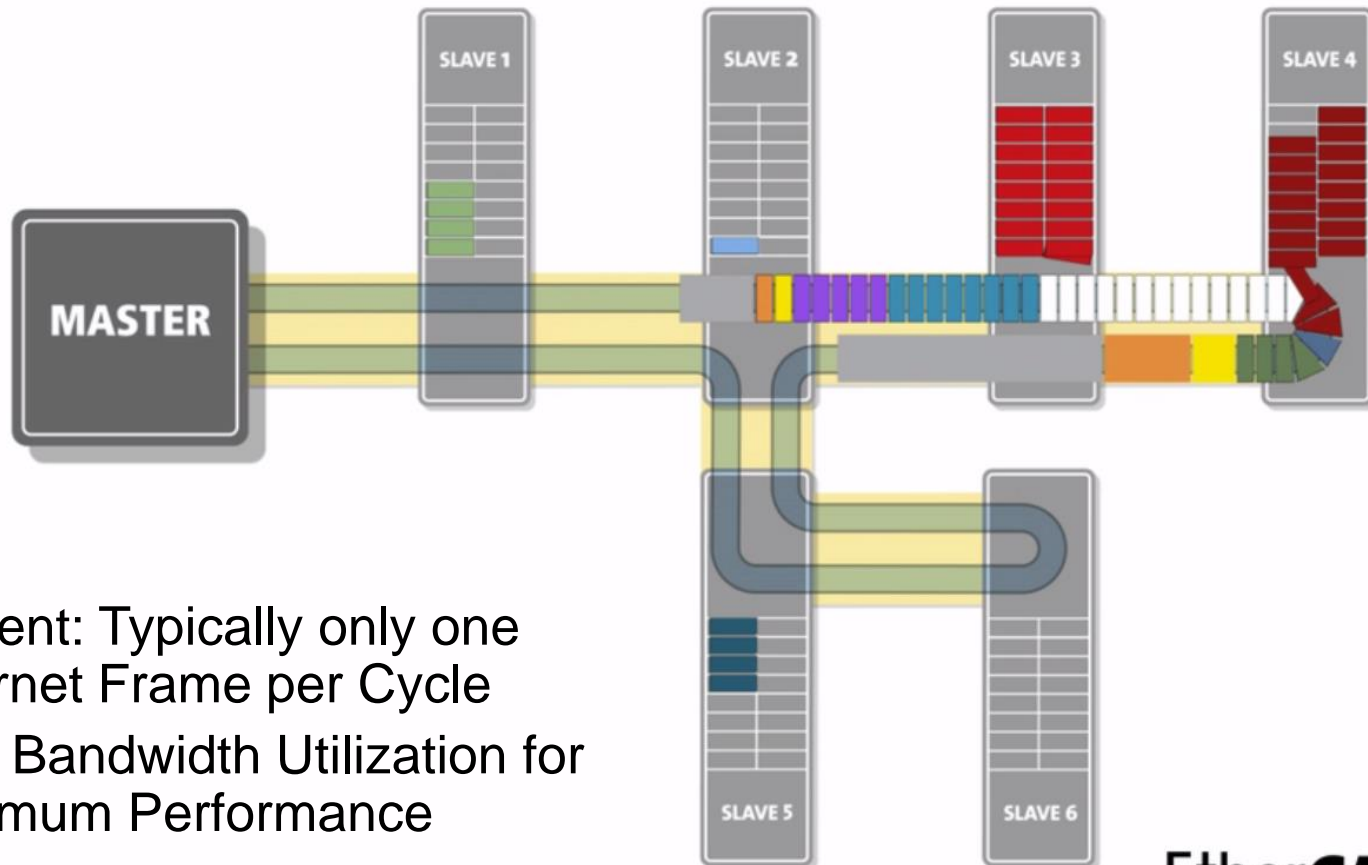 SLAVE 1
SLAVE 2
SLAVE 3
SLAVE 4
MASTER
ent: Typically only one
rnet Frame per Cycle
Bandwidth Utilization for
mum Performance
SLAVE 5
SLAVE 6